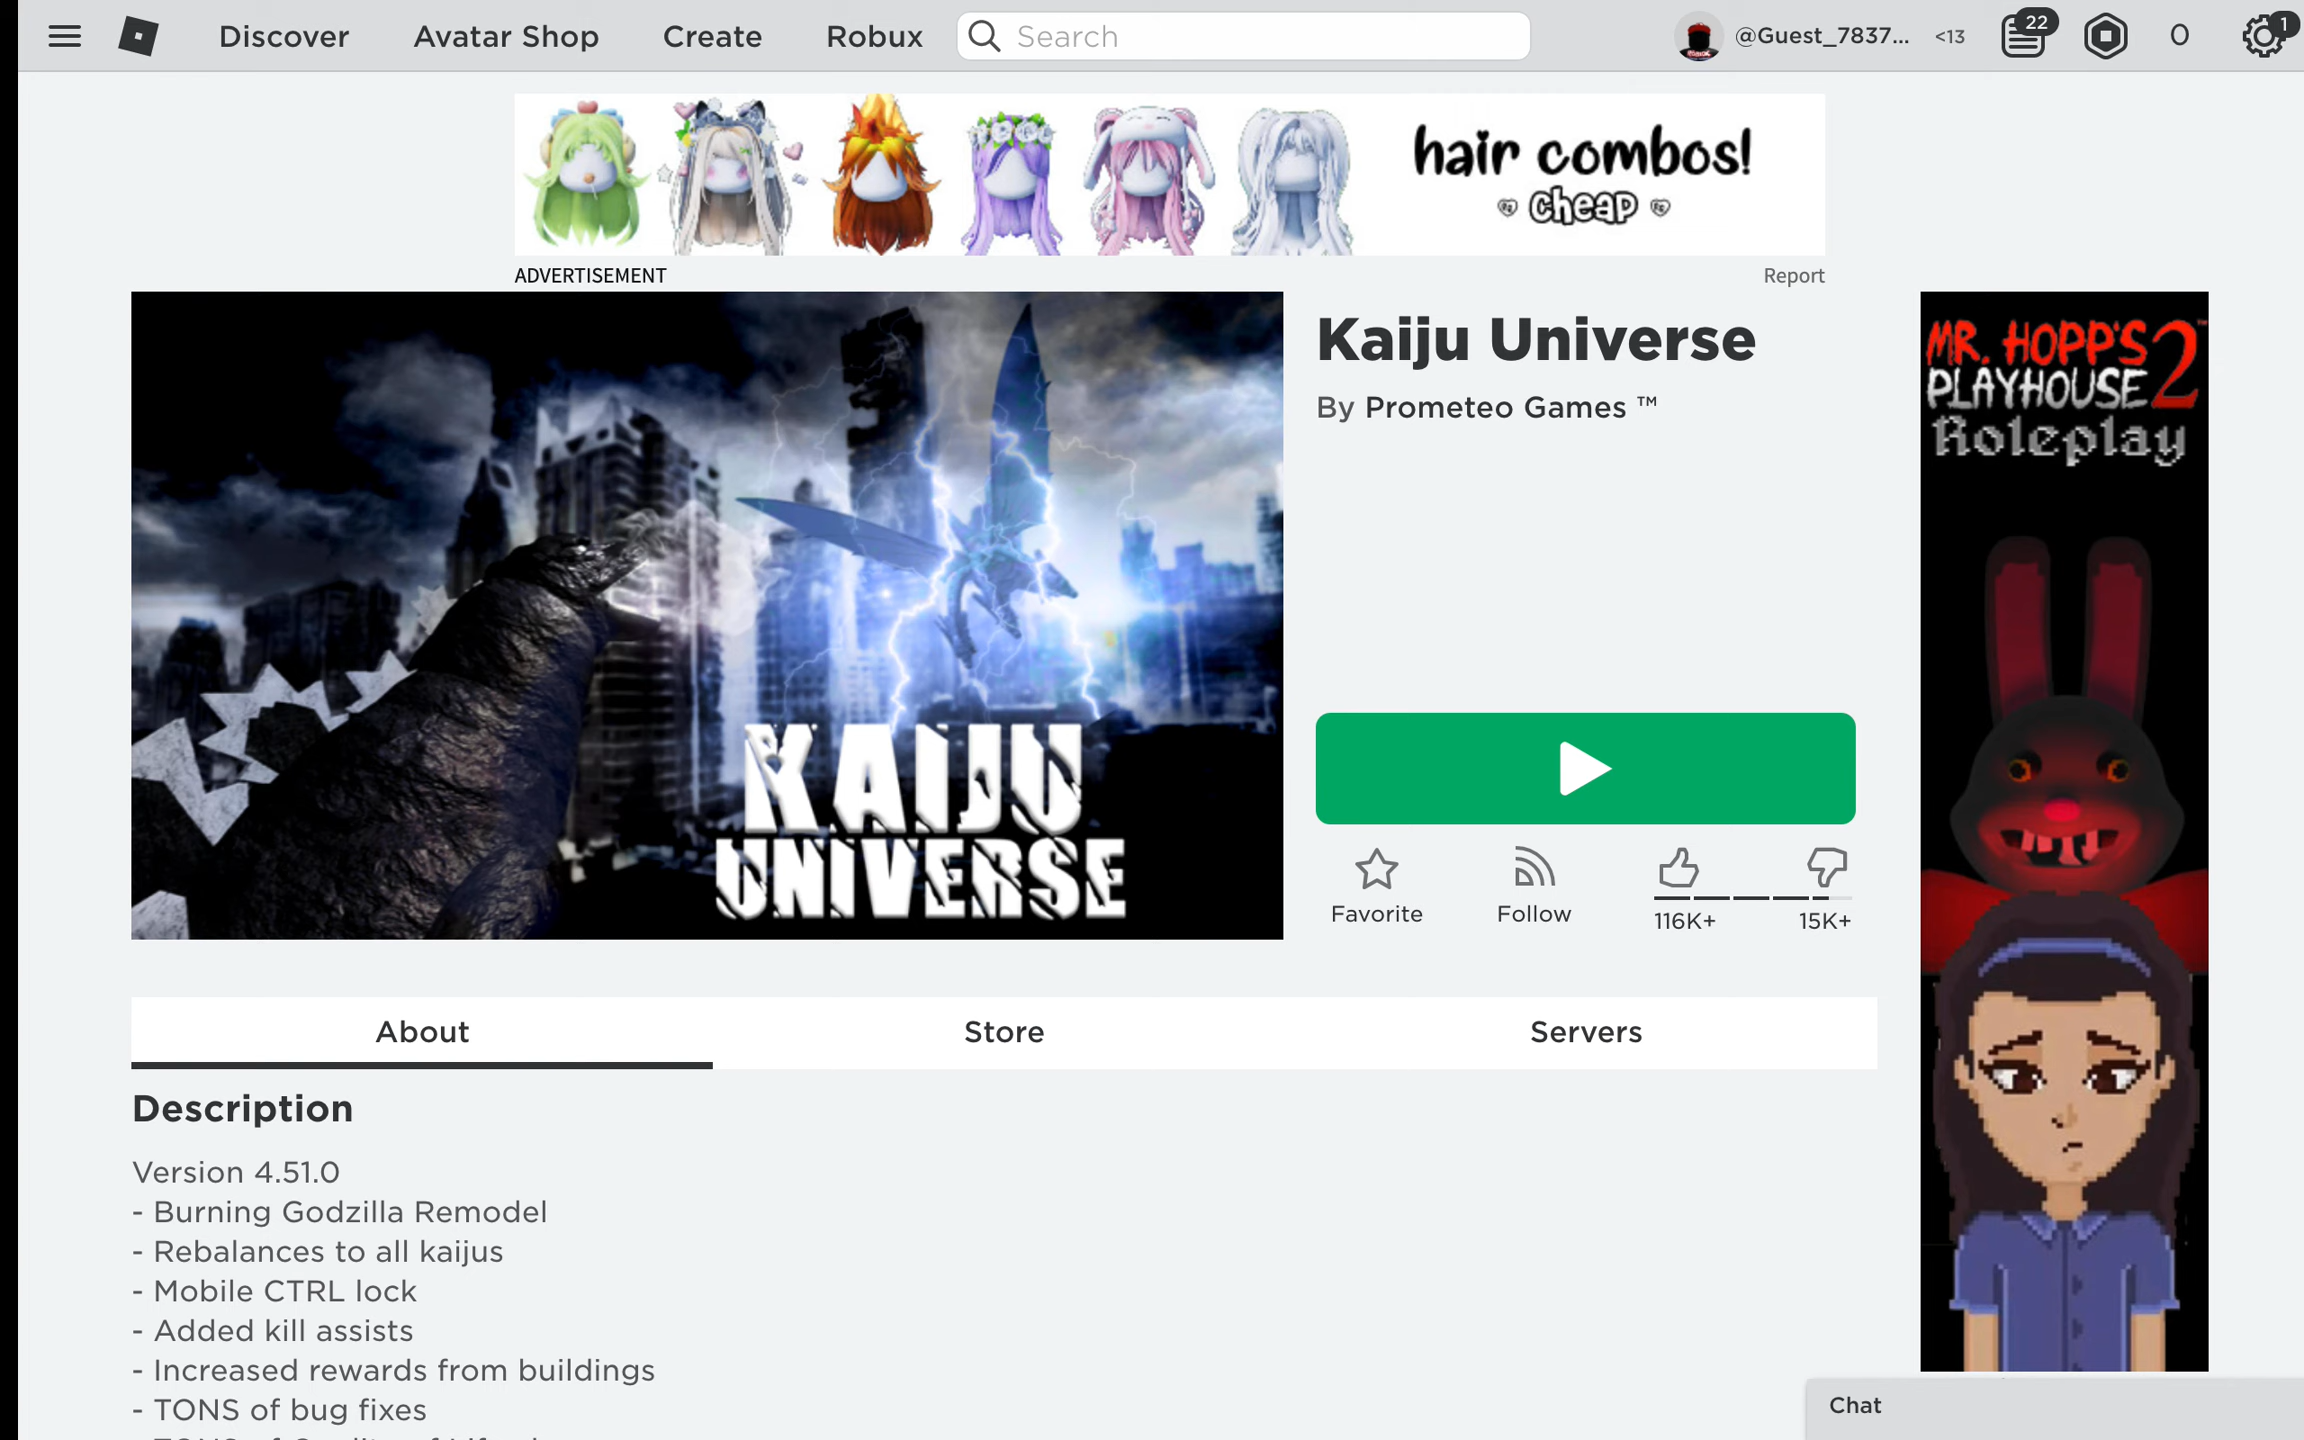 Discover
Avatar Shop
Create
Robux
Search
@Guest_7837...
<13
22
0
1
hair combos!
cheap
ADVERTISEMENT
Report
KAIJU
UNIVERSE
Kaiju Universe
By Prometeo Games ™
Favorite
Follow
116K+
15K+
MR. HOPP'S
PLAYHOUSE 2
Roleplay
About
Store
Servers
Description
Version 4.51.0
- Burning Godzilla Remodel
- Rebalances to all kaijus
- Mobile CTRL lock
- Added kill assists
- Increased rewards from buildings
- TONS of bug fixes
Chat